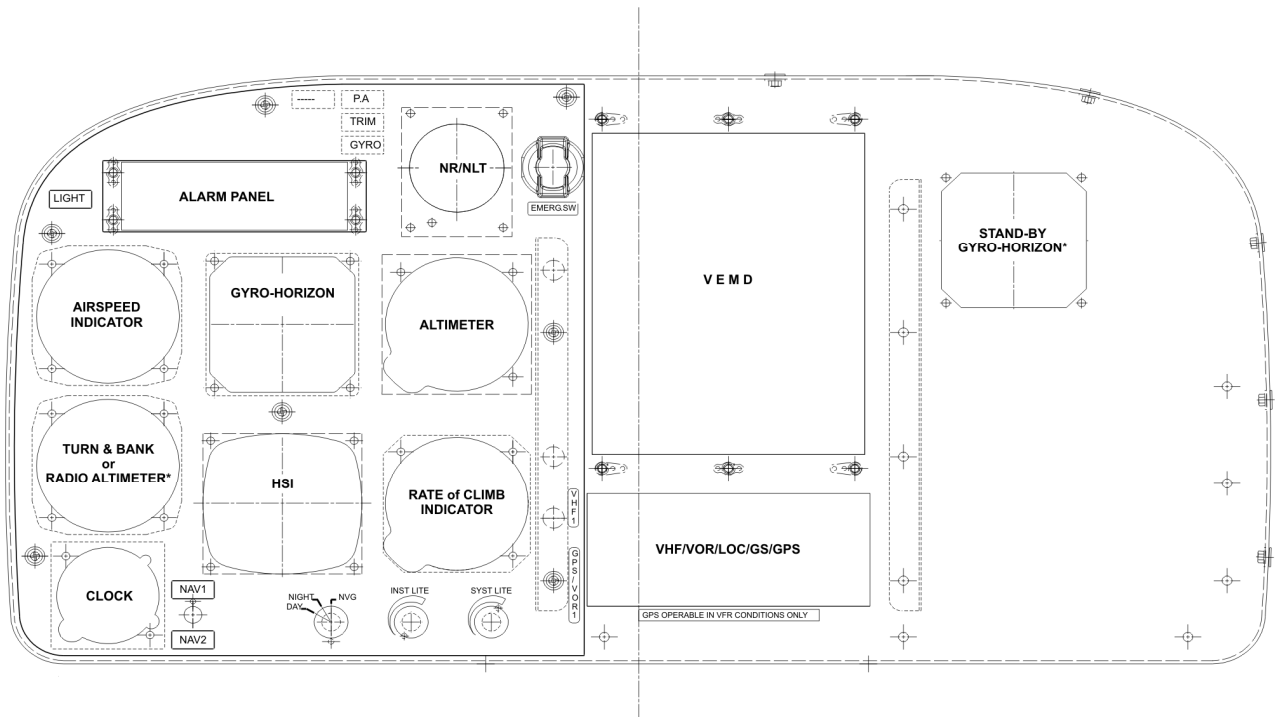 -----
P.A
TRIM
GYRO
NR/NLT
LIGHT
ALARM PANEL
EMERG.SW
STAND-BY
GYRO-HORIZON*
V E M D
AIRSPEED
INDICATOR
GYRO-HORIZON
ALTIMETER
TURN & BANK
or
RADIO ALTIMETER*
HSI
RATE of CLIMB
INDICATOR
VHF1
VHF/VOR/LOC/GS/GPS
GPS/VOR1
CLOCK
NAV1
NAV2
NIGHT
NVG
DAY
INST LITE
SYST LITE
GPS OPERABLE IN VFR CONDITIONS ONLY